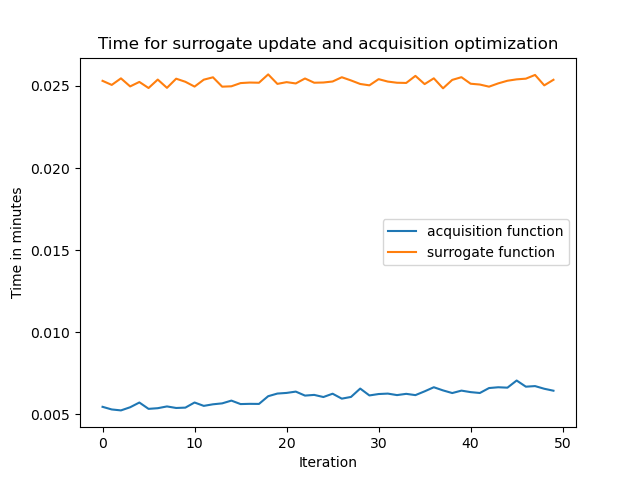 Time for surrogate update and acquisition optimization
0.025
0.020
0.015
0.010
0.005
Time in minutes
acquisition function
surrogate function
0 10 20 30 40 50
Iteration